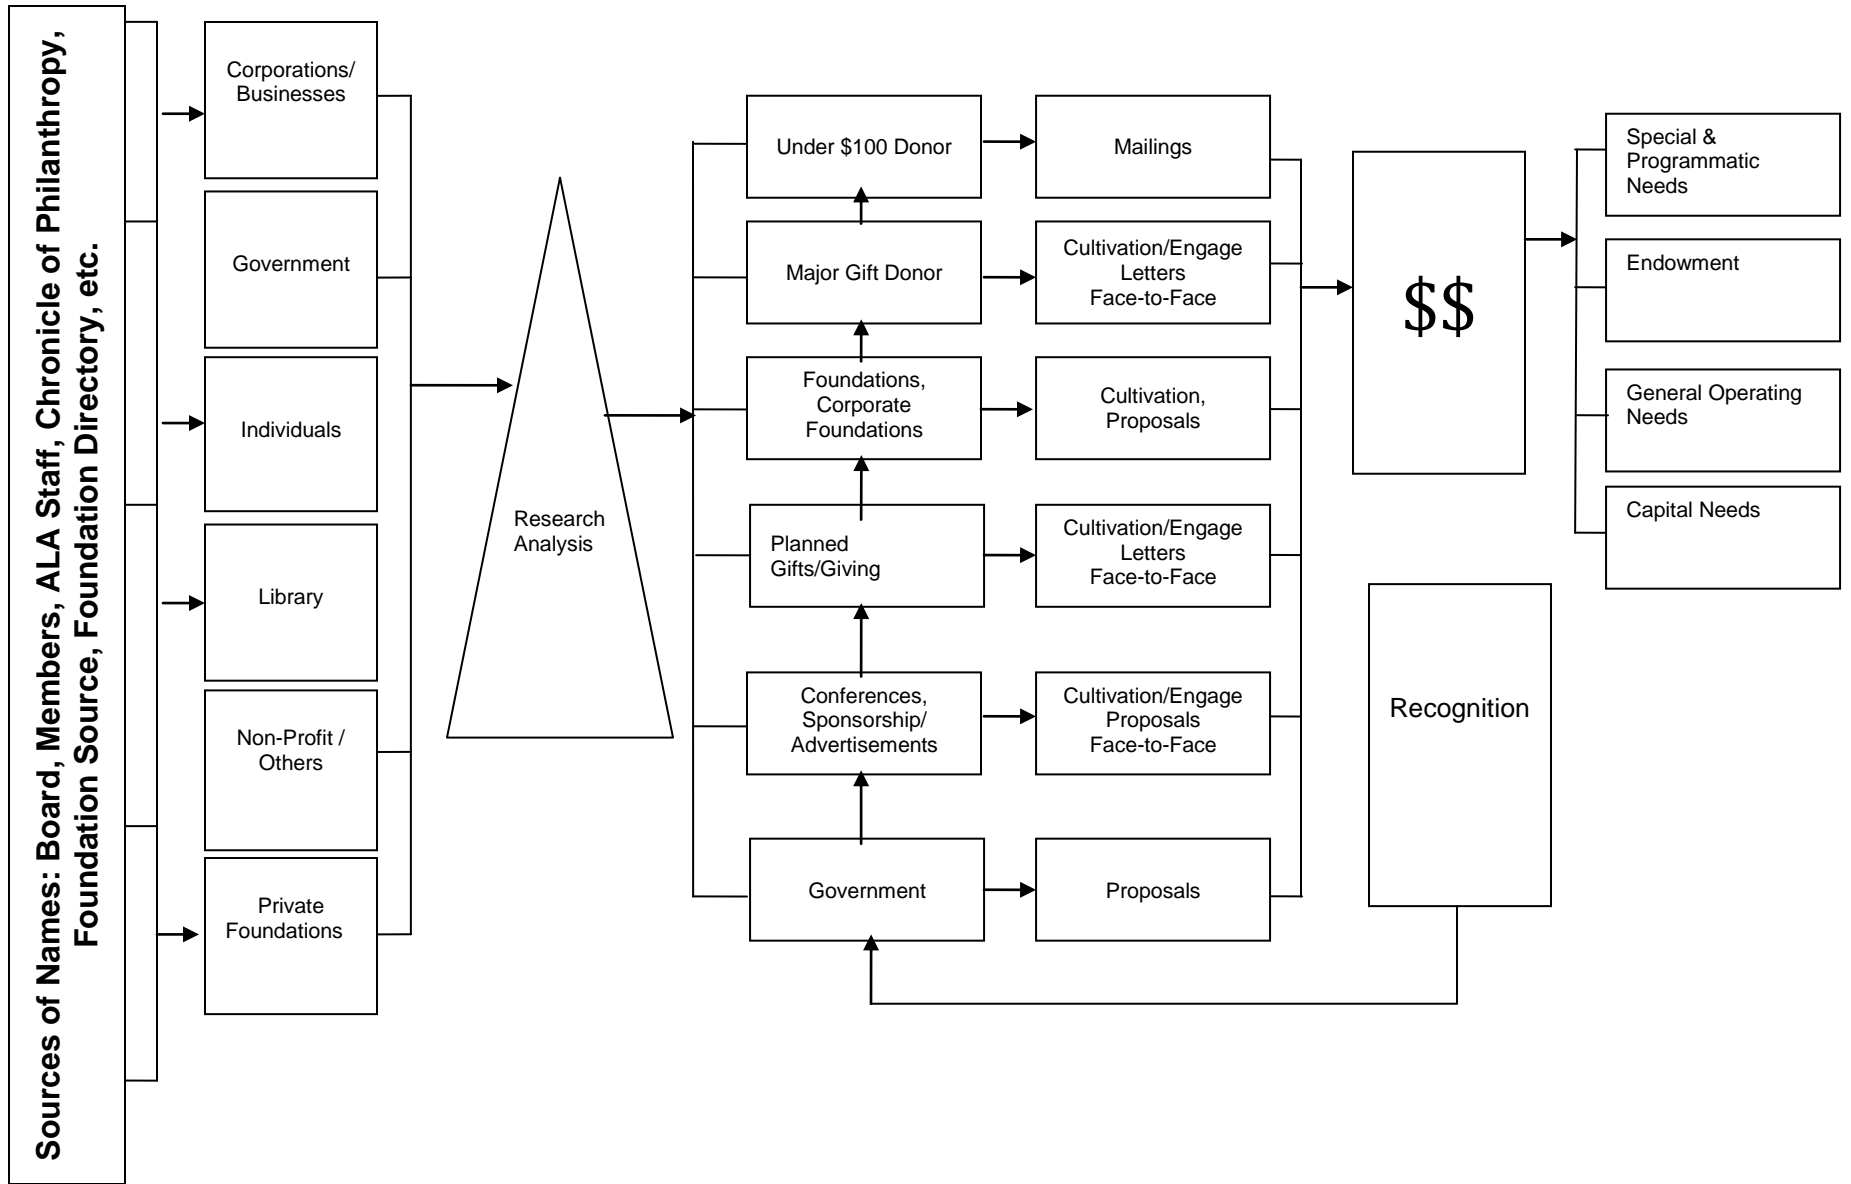 Sources of Names: Board, Members, ALA Staff, Chronicle of Philanthropy,
Foundation Source, Foundation Directory, etc.
Corporations/
Businesses
Government
Individuals
Library
Non-Profit /
Others
Private
Foundations
Research
Analysis
Under $100 Donor
Mailings
Major Gift Donor
Cultivation/Engage
Letters
Face-to-Face
Foundations,
Corporate
Foundations
Cultivation,
Proposals
Planned
Gifts/Giving
Cultivation/Engage
Letters
Face-to-Face
Conferences,
Sponsorship/
Advertisements
Cultivation/Engage
Proposals
Face-to-Face
Government
Proposals
$$
Special &
Programmatic
Needs
Endowment
General Operating
Needs
Capital Needs
Recognition